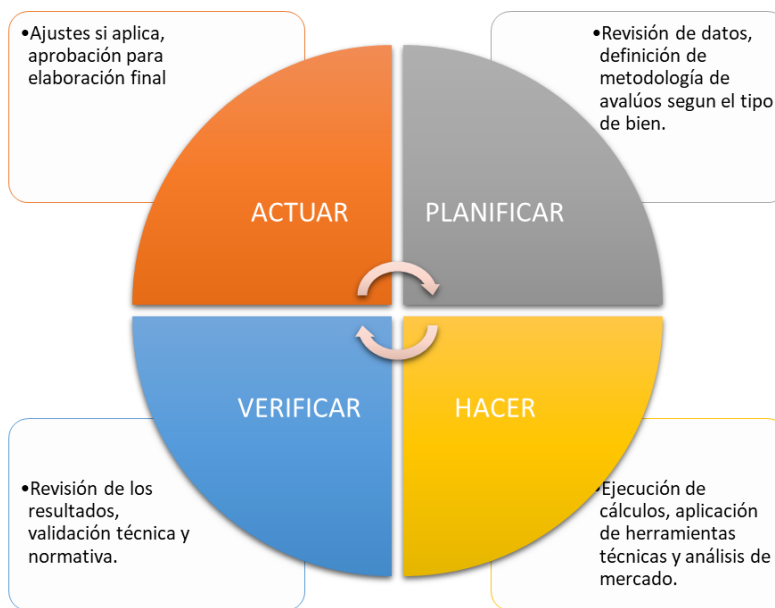 •Ajustes si aplica,
aprobación para
elaboración final
•Revisión de datos,
definición de
metodología de
avalúos segun el tipo
de bien.
ACTUAR
PLANIFICAR
VERIFICAR
HACER
•Revisión de los
resultados,
validación técnica y
normativa.
•Ejecución de
cálculos, aplicación
de herramientas
técnicas y análisis de
mercado.